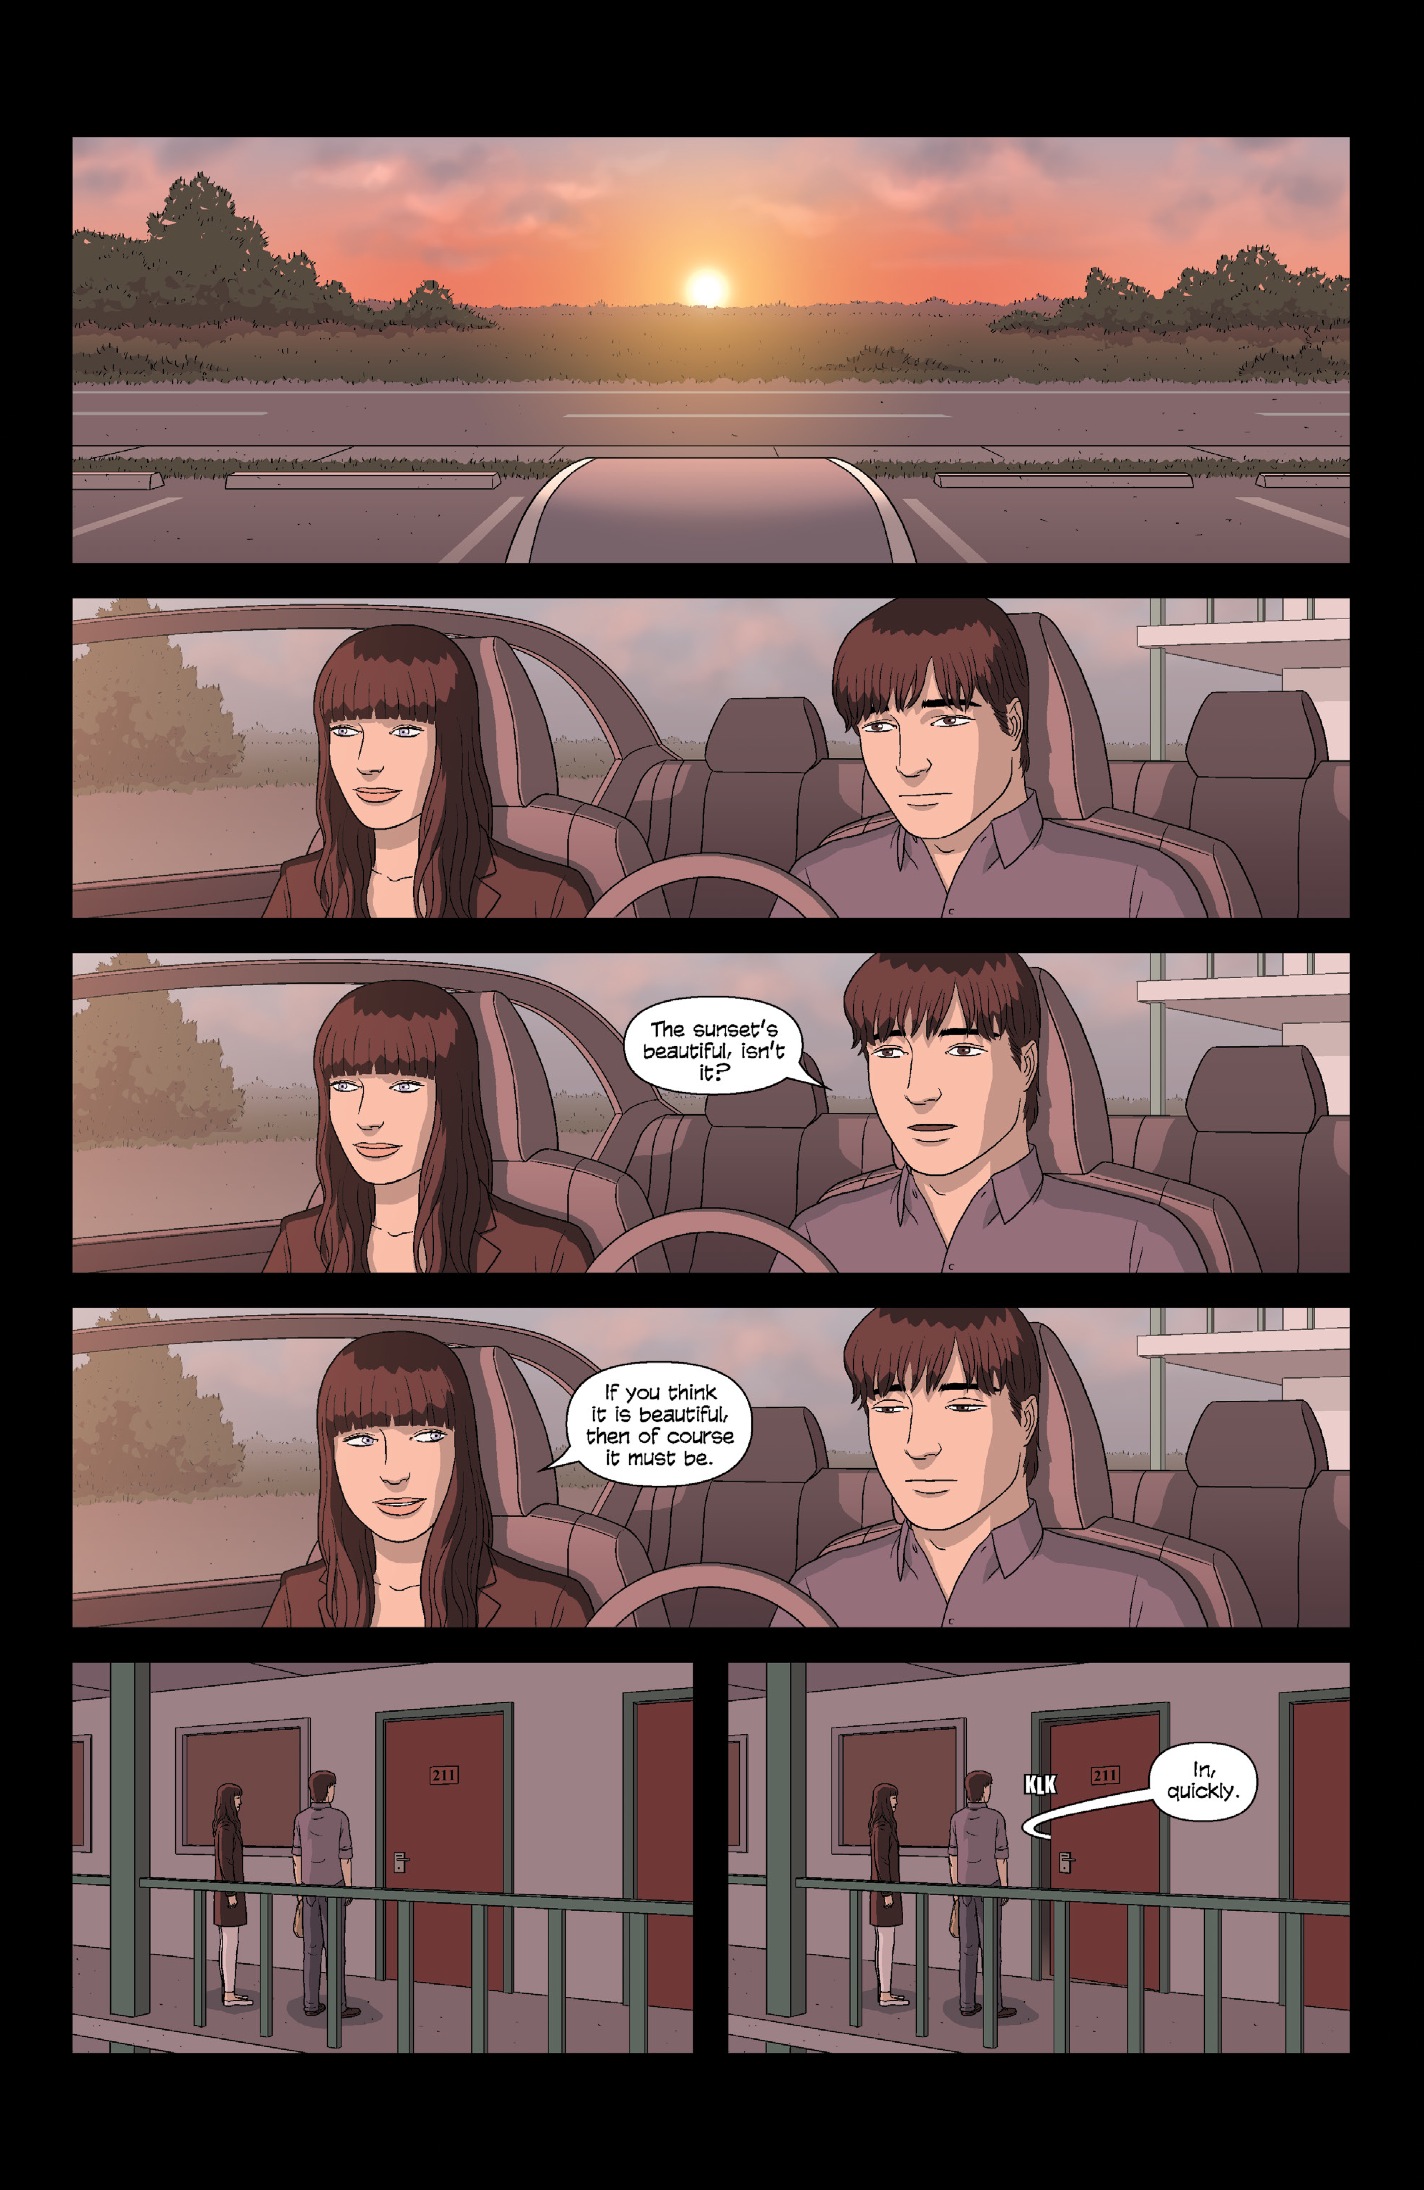 The sunset's
beautiful, isn't
it?
If you think
it is beautiful,
then of course
it must be.
211
KLK
211
In,
quickly.